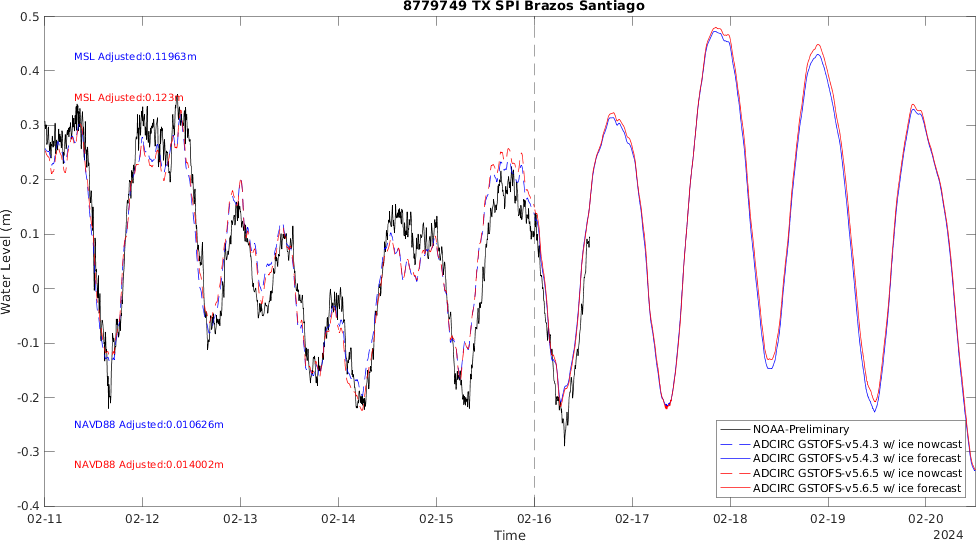 8779749 TX SPI Brazos Santiago
0.5
0.4
0.3
0.2
0.1
0
-0.1
-0.2
-0.3
-0.4
Water Level (m)
MSL Adjusted:0.11963m
MSL Adjusted:0.123m
NAVD88 Adjusted:0.010626m
NAVD88 Adjusted:0.014002m
NOAA-Preliminary
ADCIRC GSTOFS-v5.4.3 w/ ice nowcast
ADCIRC GSTOFS-v5.4.3 w/ ice forecast
ADCIRC GSTOFS-v5.6.5 w/ ice nowcast
ADCIRC GSTOFS-v5.6.5 w/ ice forecast
02-11 02-12 02-13 02-14 02-15 02-16 02-17 02-18 02-19 02-20
Time
2024